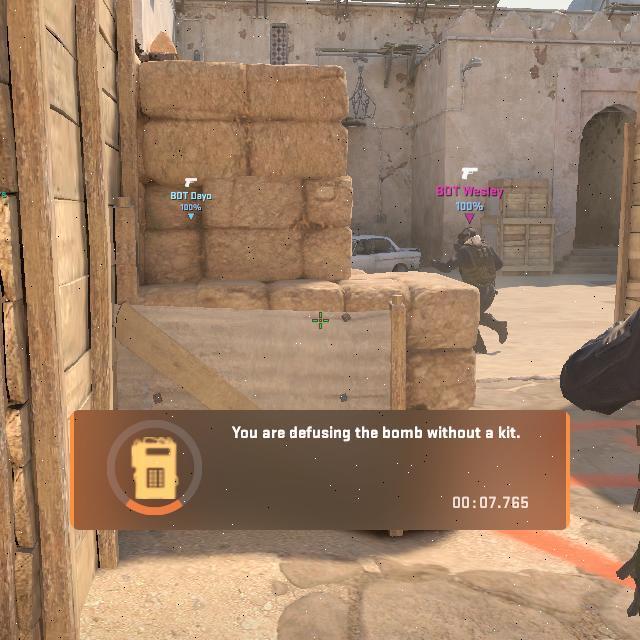 BOT Dayo
100%
BOT Wesley
100%
You are defusing the bomb without a kit.
00:07.765